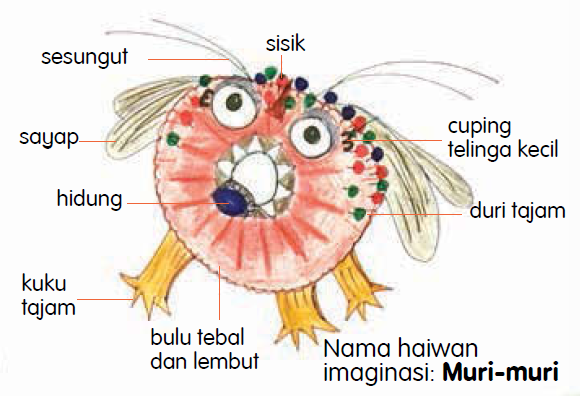 sesungut
sisik
sayap
cuping
telinga kecil
hidung
duri tajam
kuku
tajam
bulu tebal
dan lembut
Nama haiwan
imaginasi: Muri-muri